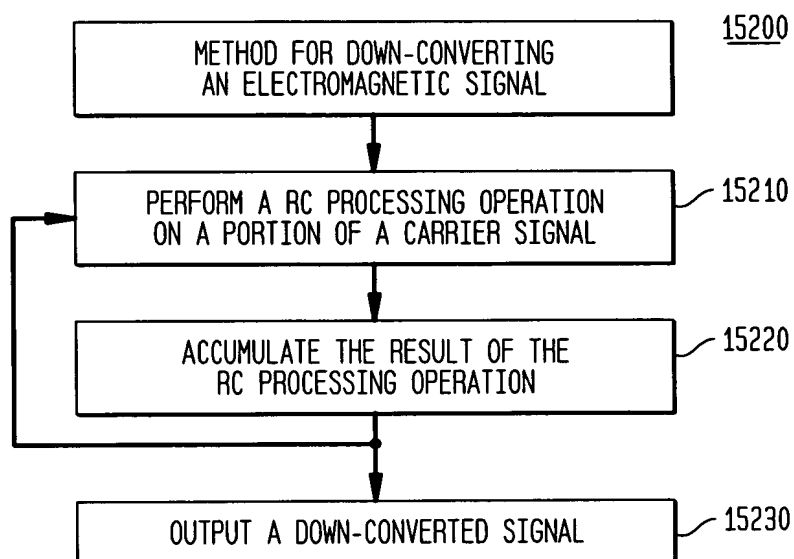 15200
METHOD FOR DOWN-CONVERTING
AN ELECTROMAGNETIC SIGNAL
PERFORM A RC PROCESSING OPERATION
ON A PORTION OF A CARRIER SIGNAL
15210
ACCUMULATE THE RESULT OF THE
RC PROCESSING OPERATION
15220
OUTPUT A DOWN-CONVERTED SIGNAL
15230